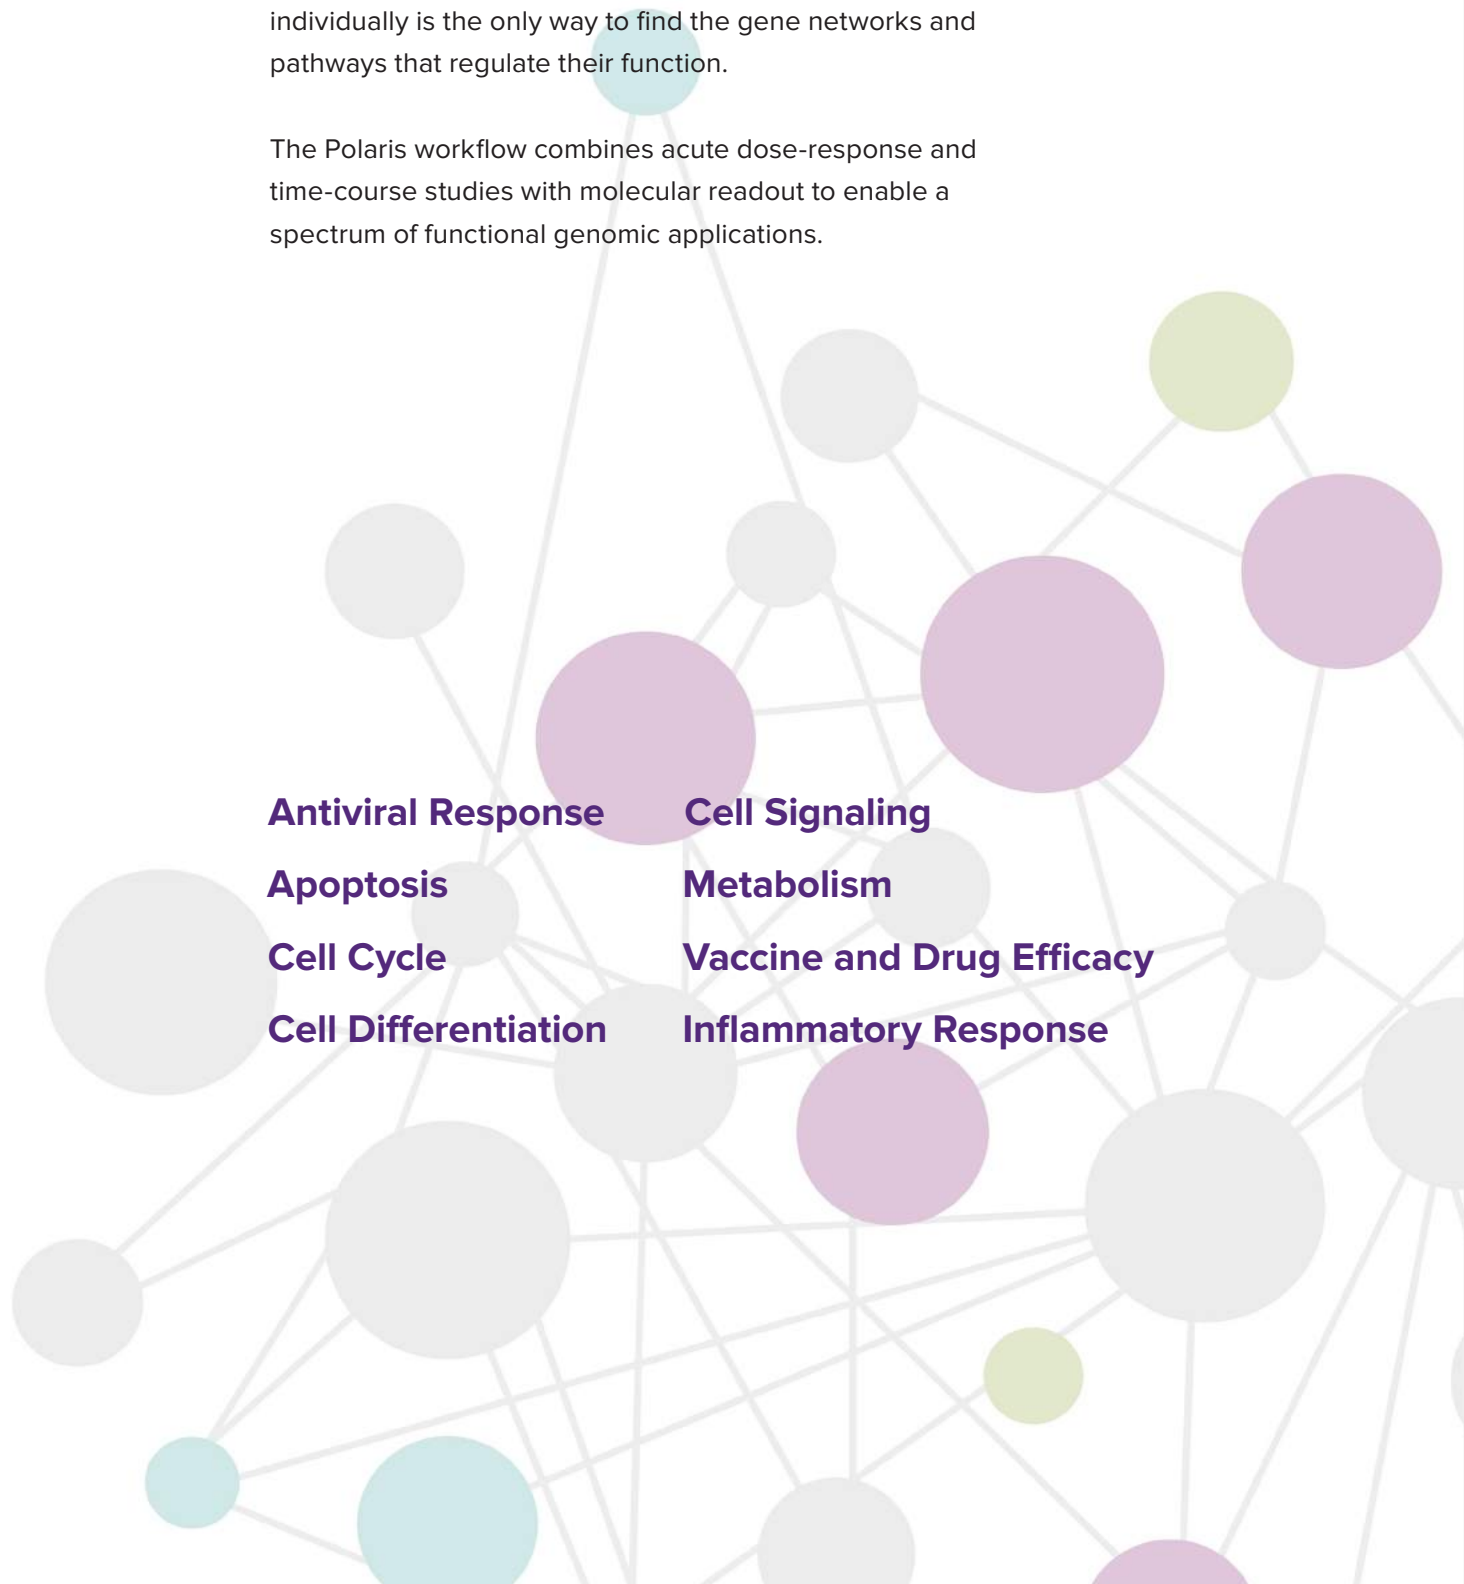 individually is the only way to find the gene networks and
pathways that regulate their function.
The Polaris workflow combines acute dose-response and
time-course studies with molecular readout to enable a
spectrum of functional genomic applications.
Antiviral Response
Apoptosis
Cell Cycle
Cell Differentiation
Cell Signaling
Metabolism
Vaccine and Drug Efficacy
Inflammatory Response